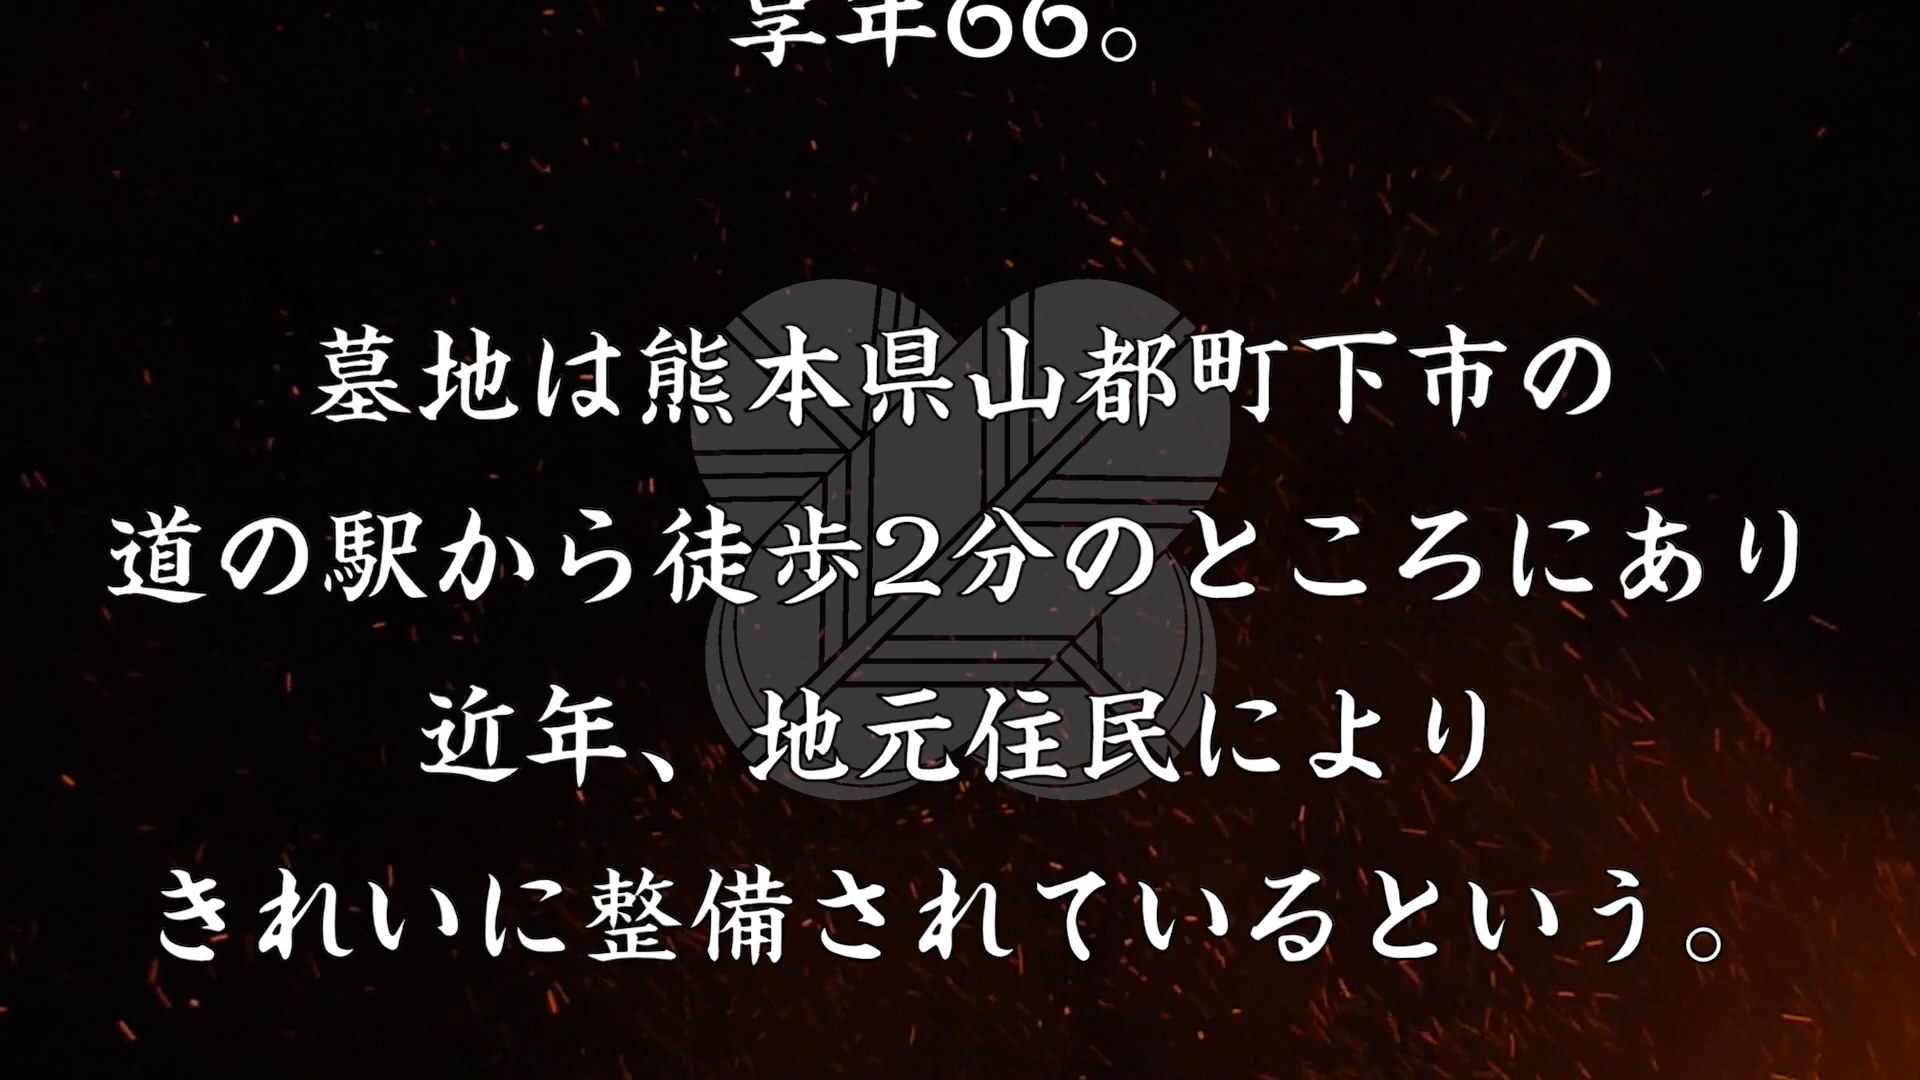 享年66。
墓地は熊本県山都町下市の
道の駅から徒歩2分のところにあり
近年、地元住民により
きれいに整備されているという。